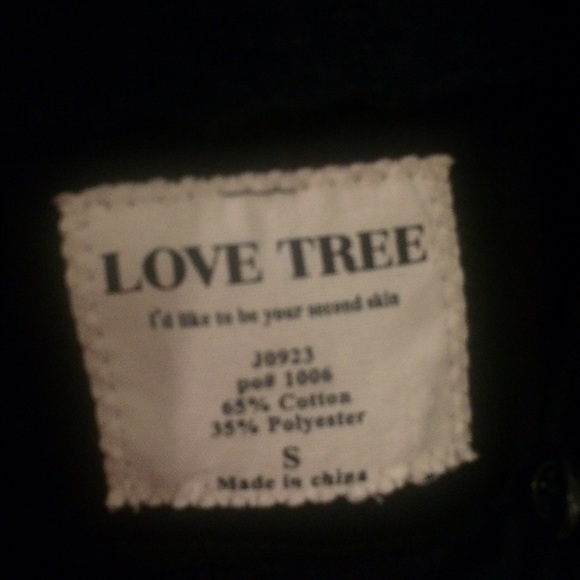 LOVE TREE
I'd like to be your second skin
J0923
po# 1006
65% Cotton
35% Polyester
S
Made in china